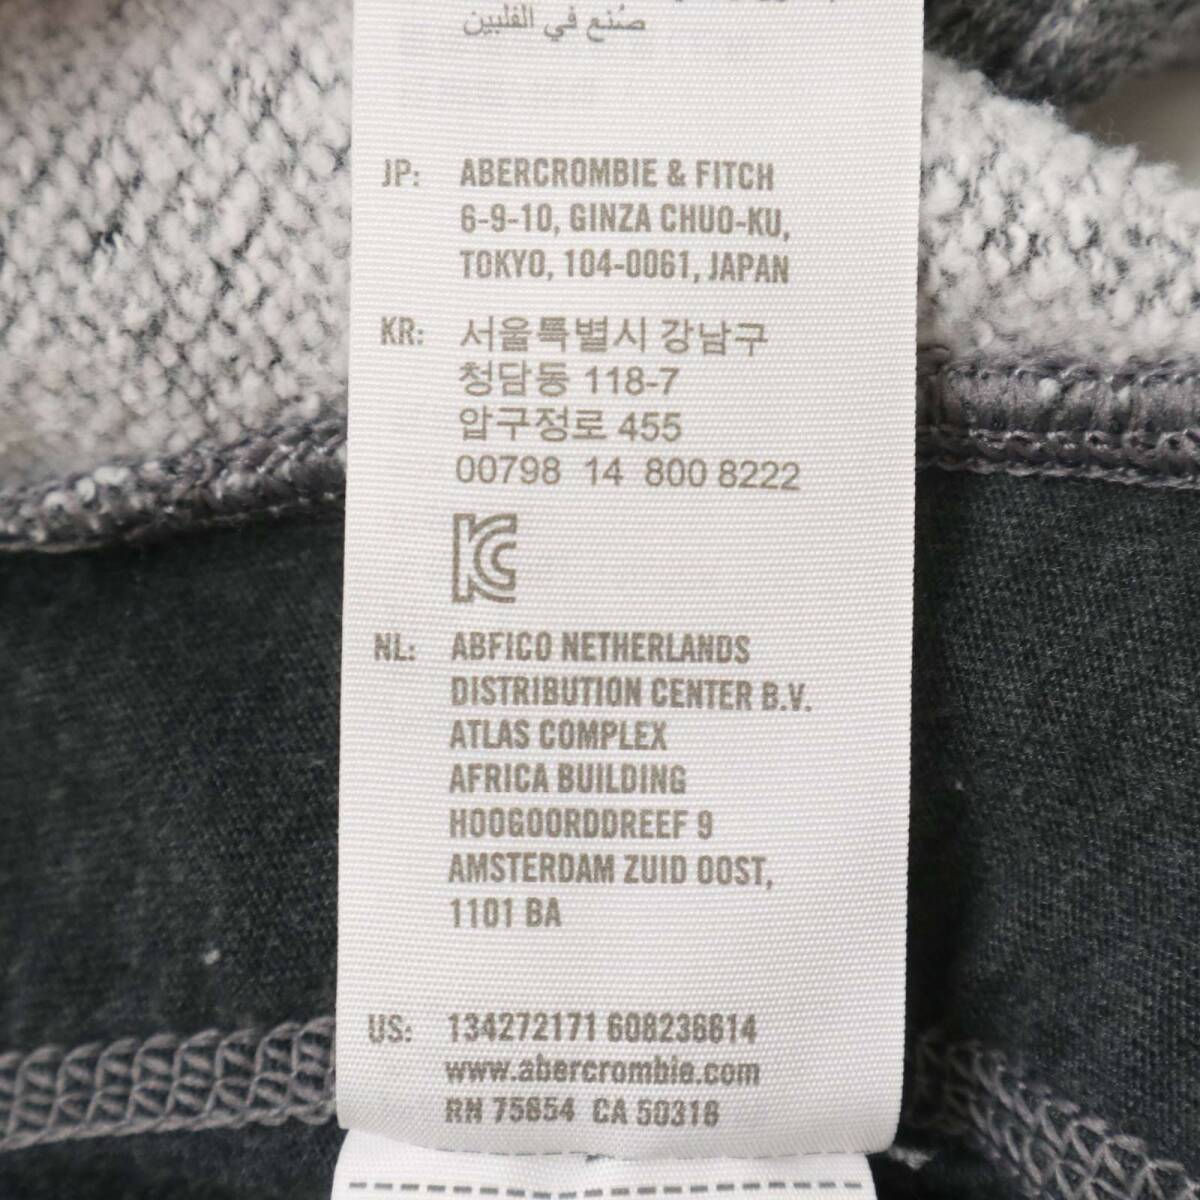 صُنع في الفلبين
JP: ABERCROMBIE & FITCH
6-9-10, GINZA CHUO-KU,
TOKYO, 104-0061, JAPAN
KR: 서울특별시 강남구
청담동 118-7
압구정로 455
00798 14 800 8222
KC
NL: ABFICO NETHERLANDS
DISTRIBUTION CENTER B.V.
ATLAS COMPLEX
AFRICA BUILDING
HOOGOORDDREEF 9
AMSTERDAM ZUID OOST,
1101 BA
US: 134272171 608236614
www.abercrombie.com
RN 75654 CA 50316